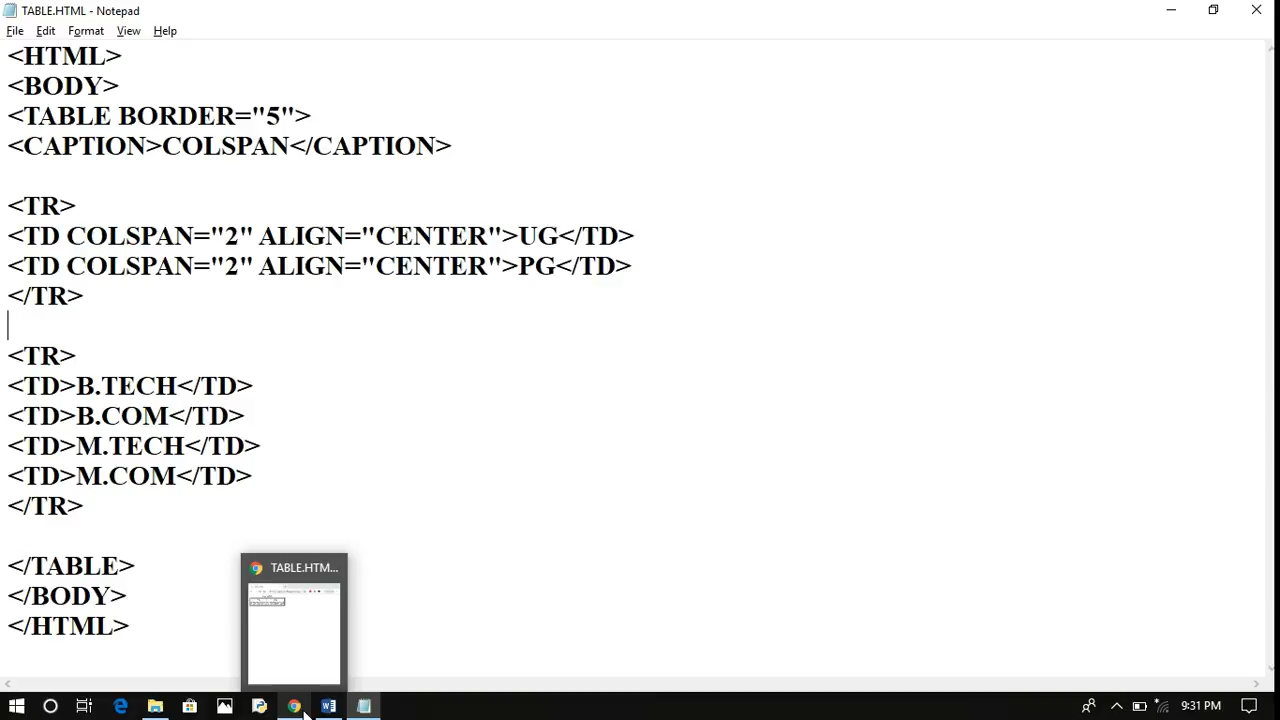 TABLE.HTML - Notepad
File Edit Format View Help
<HTML>
<BODY>
<TABLE BORDER="5">
<CAPTION>COLSPAN</CAPTION>
<TR>
<TD COLSPAN="2" ALIGN="CENTER">UG</TD>
<TD COLSPAN="2" ALIGN="CENTER">PG</TD>
</TR>
<TR>
<TD>B.TECH</TD>
<TD>B.COM</TD>
<TD>M.TECH</TD>
<TD>M.COM</TD>
</TR>
</TABLE>
</BODY>
</HTML>
TABLE.HTM...
9:31 PM